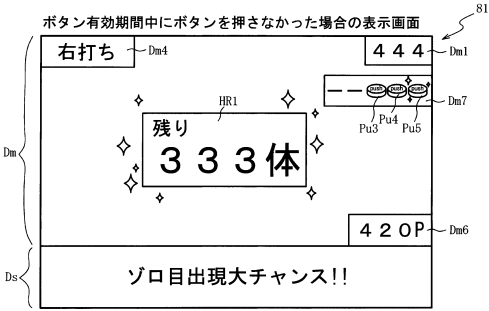 ボタン有効期間中にボタンを押さなかった場合の表示画面
81
右打ち
Dm4
444
Dm1
push push push
Dm7
Pu3
Pu4
Pu5
HR1
残り
333体
Dm
420P
Dm6
Ds
ゾロ目出現大チャンス!!